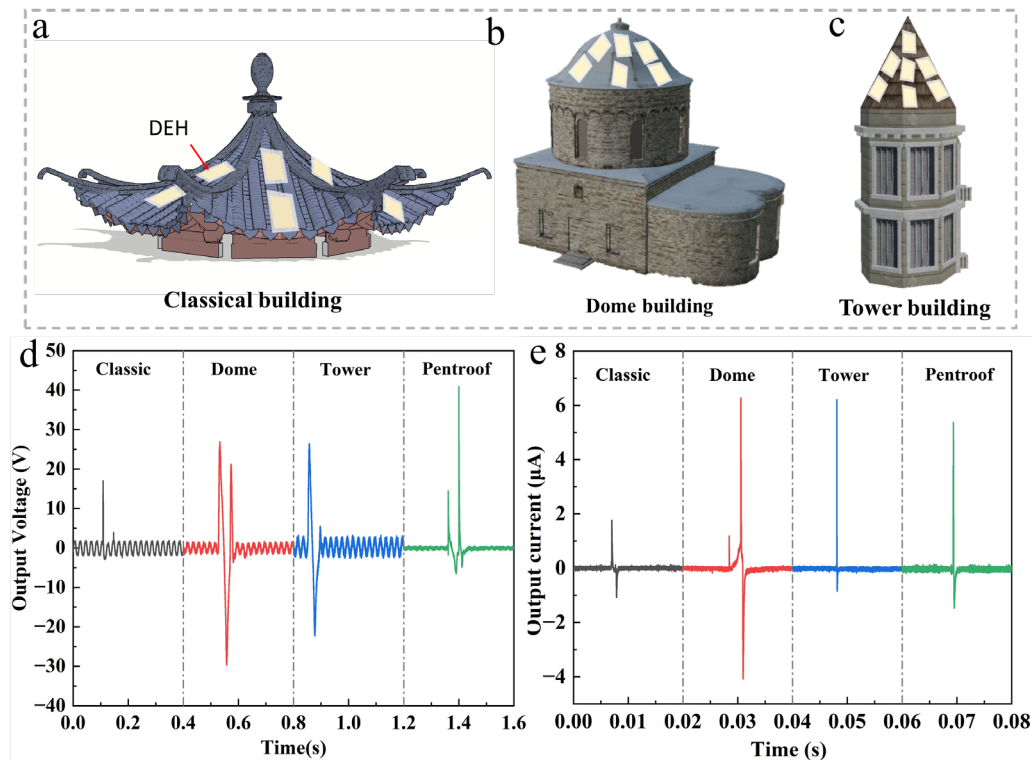 a
DEH
Classical building
b
Dome building
c
Tower building
d
Classic
Dome
Tower
Pentroof
Output Voltage (V)
50
40
30
20
10
0
−10
−20
−30
−40
0.0 0.2 0.4 0.6 0.8 1.0 1.2 1.4 1.6
Time(s)
e
Classic
Dome
Tower
Pentroof
Output current (μA)
8
6
4
2
0
−2
−4
0.00 0.01 0.02 0.03 0.04 0.05 0.06 0.07 0.08
Time (s)